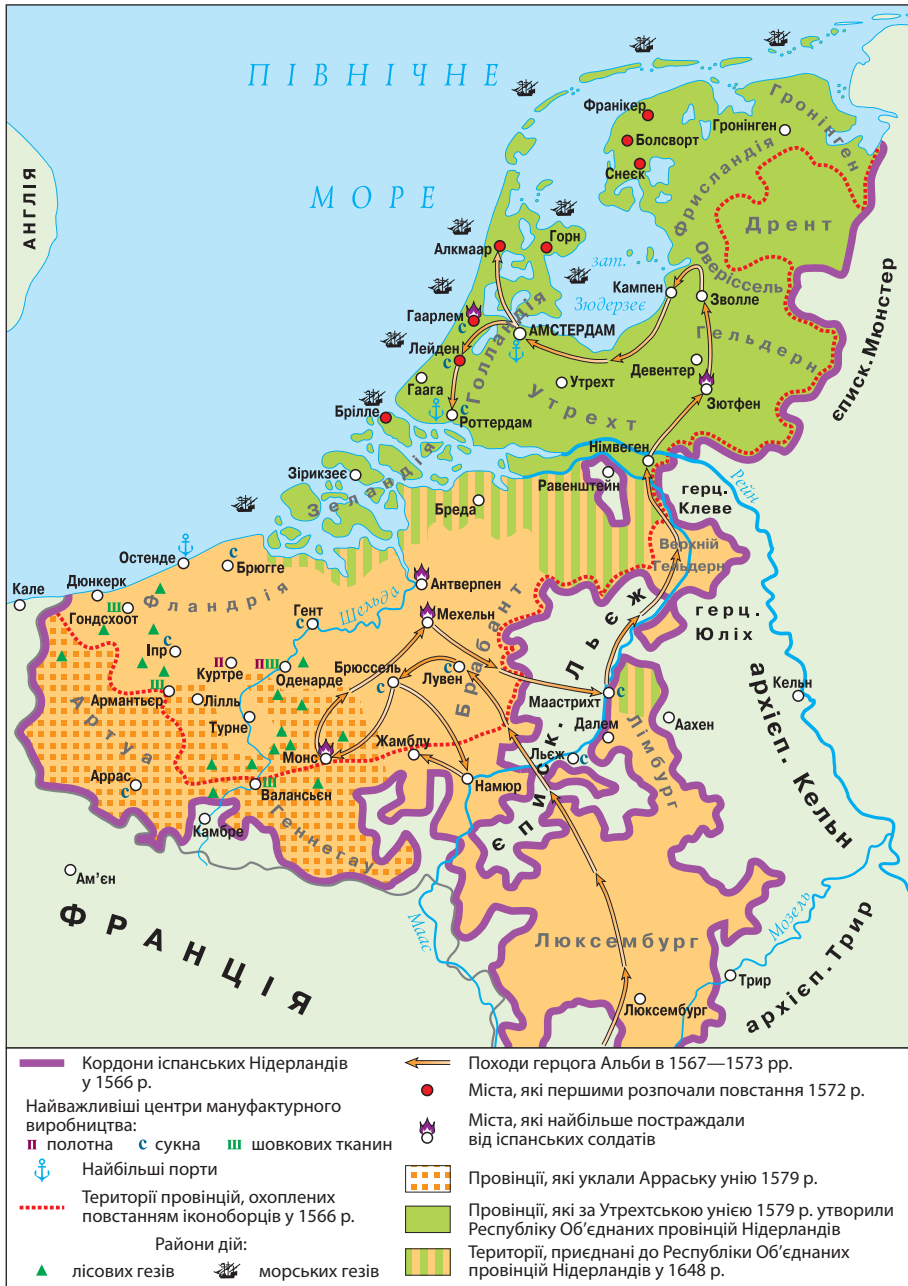 ПІВНІЧНЕ
МОРЕ
АНГЛІЯ
Гронінген
Франікер
Гронінген
Болсворт
Снеєк
Фрисландія
Дрент
Алкмаар
Горн
зат.
Зюдерзеє
Оверіссель
Кампен
Зволле
Гаарлем
с
АМСТЕРДАМ
Гельдерн
Лейден
с
Голландія
Девентер
Гаага
Утрехт
Утрехт
Зютфен
єписк. Мюнстер
Брілле
с
Роттердам
Німвеген
Зірикзеє
Зеландія
Равенштейн
герц.
Клеве
Рейн
Бреда
Верхній
Гельдерн
Остенде
с
Брюгге
Кале
Дюнкерк
Фландрія
Антверпен
ш
Гондсхоот
Гент
с
Шельда
Мехельн
Брабант
герц.
Юліх
Іпр
с
п
Куртре
пш
Оденарде
Брюссель
с
Лувен
с
єписк. Льєж
Маастрихт
с
Кельн
архієп. Кельн
ш
Армантьєр
Лілль
Турне
Далем
Аахен
Лімбург
Артуа
Монс
Жамблу
Льєж
с
Аррас
с
ш
Валансьєн
Намюр
Камбре
Геннегау
Ам’єн
ФРАНЦІЯ
Маас
Люксембург
Мозель
Трир
архієп. Трир
Люксембург
Кордони іспанських Нідерландів
у 1566 р.
Найважливіші центри мануфактурного
виробництва:
п полотна с сукна ш шовкових тканин
Найбільші порти
Території провінцій, охоплених
повстанням іконоборців у 1566 р.
Райони дій:
лісових гезів морських гезів
Походи герцога Альби в 1567—1573 рр.
Міста, які першими розпочали повстання 1572 р.
Міста, які найбільше постраждали
від іспанських солдатів
Провінції, які уклали Арраську унію 1579 р.
Провінції, які за Утрехтською унією 1579 р. утворили
Республіку Об’єднаних провінцій Нідерландів
Території, приєднані до Республіки Об’єднаних
провінцій Нідерландів у 1648 р.